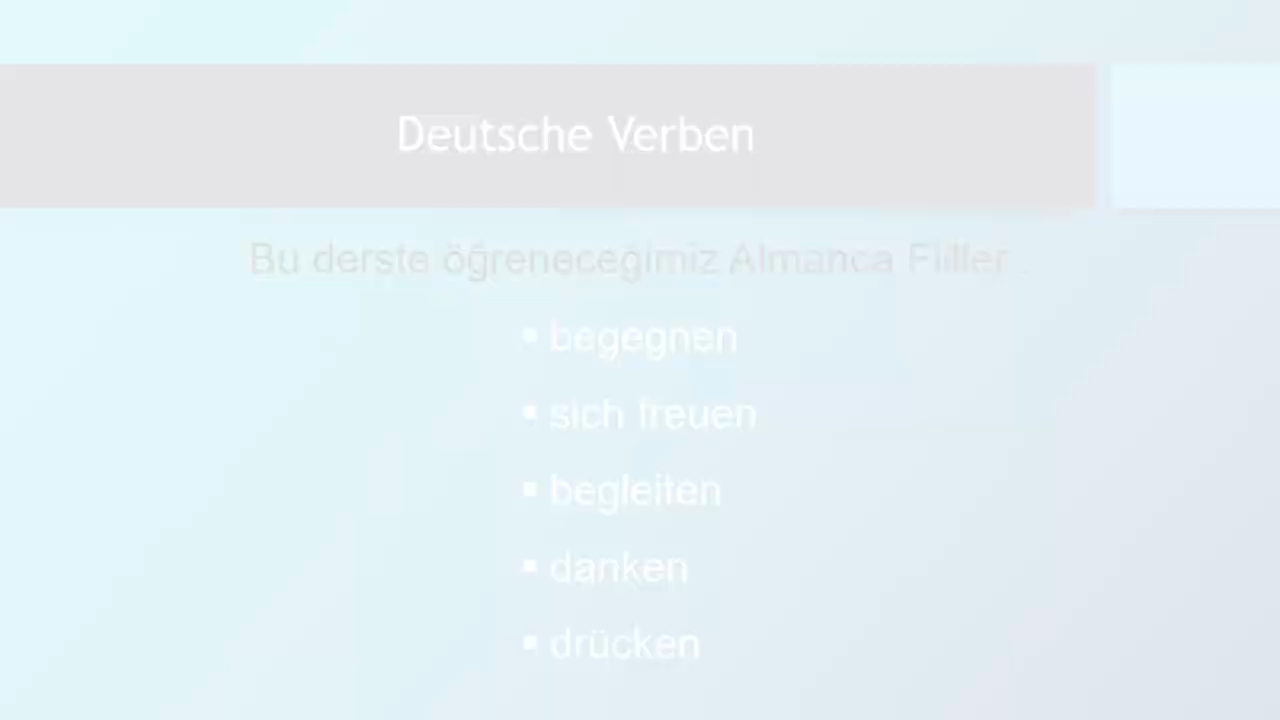 Deutsche Verben
Bu derste öğreneceğimiz Almanca Fiiller
▪ begegnen
▪ sich freuen
▪ begleiten
▪ danken
▪ drücken